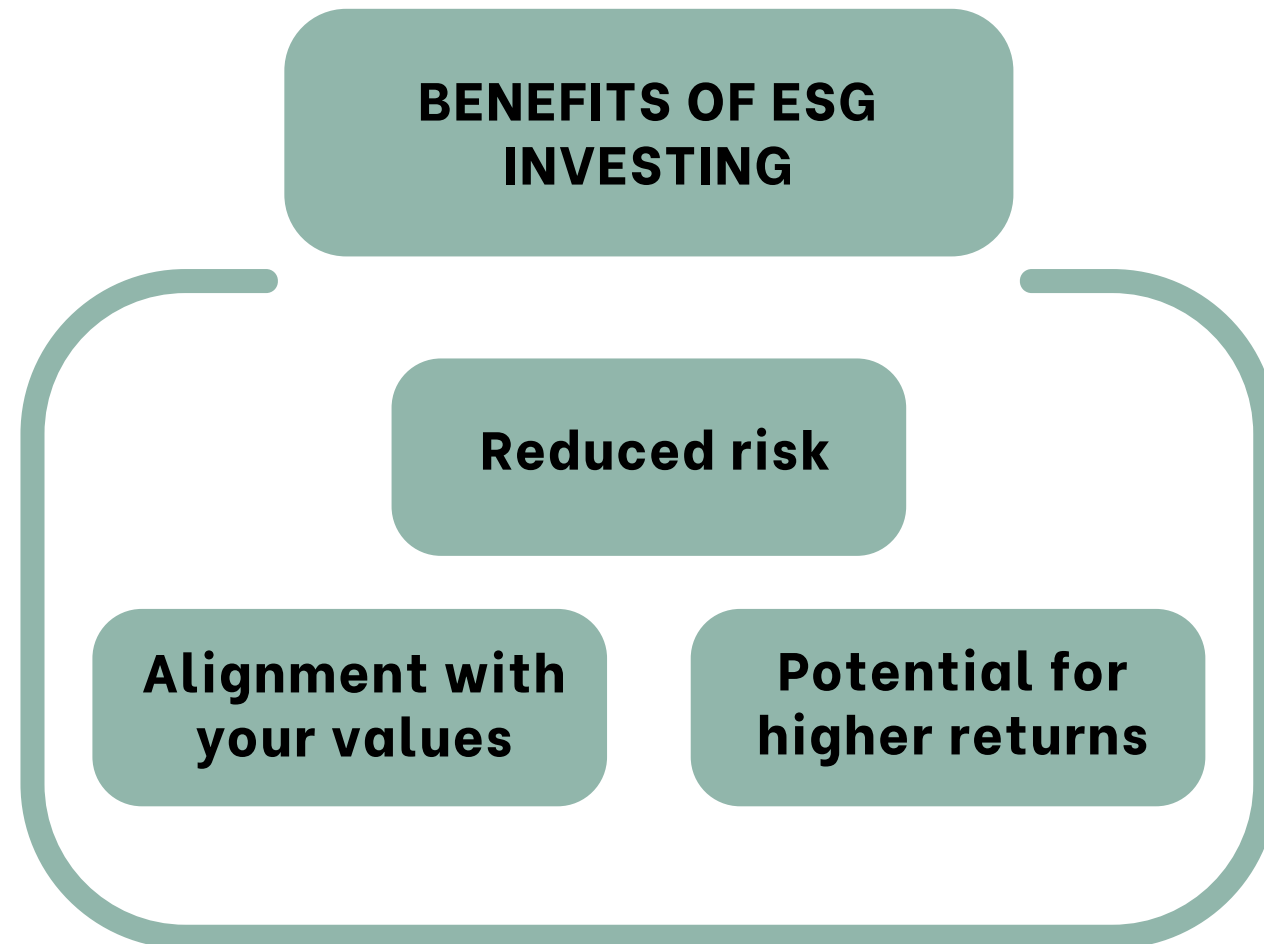 BENEFITS OF ESG
INVESTING
Reduced risk
Alignment with
your values
Potential for
higher returns